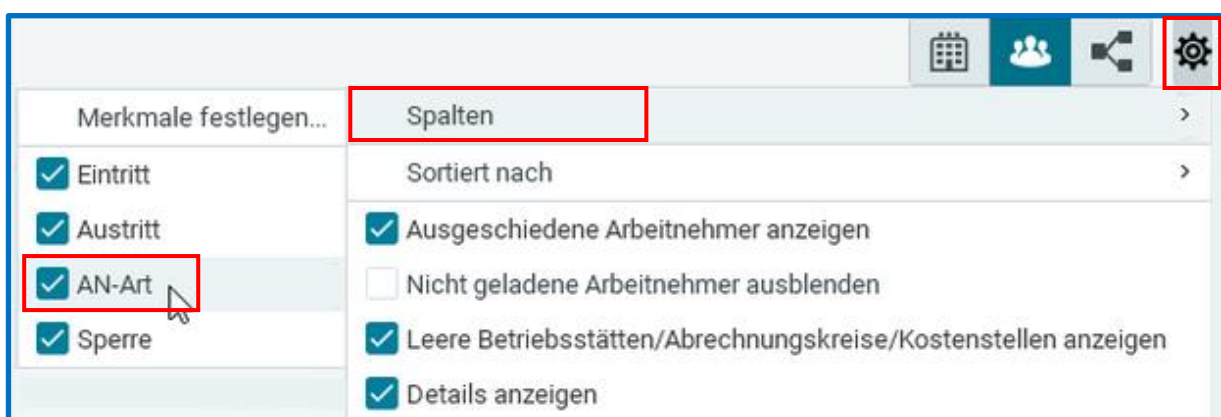 Merkmale festlegen...
Eintritt
Austritt
AN-Art
Sperre
Spalten
Sortiert nach
Ausgeschiedene Arbeitnehmer anzeigen
Nicht geladene Arbeitnehmer ausblenden
Leere Betriebsstätten/Abrechnungskreise/Kostenstellen anzeigen
Details anzeigen